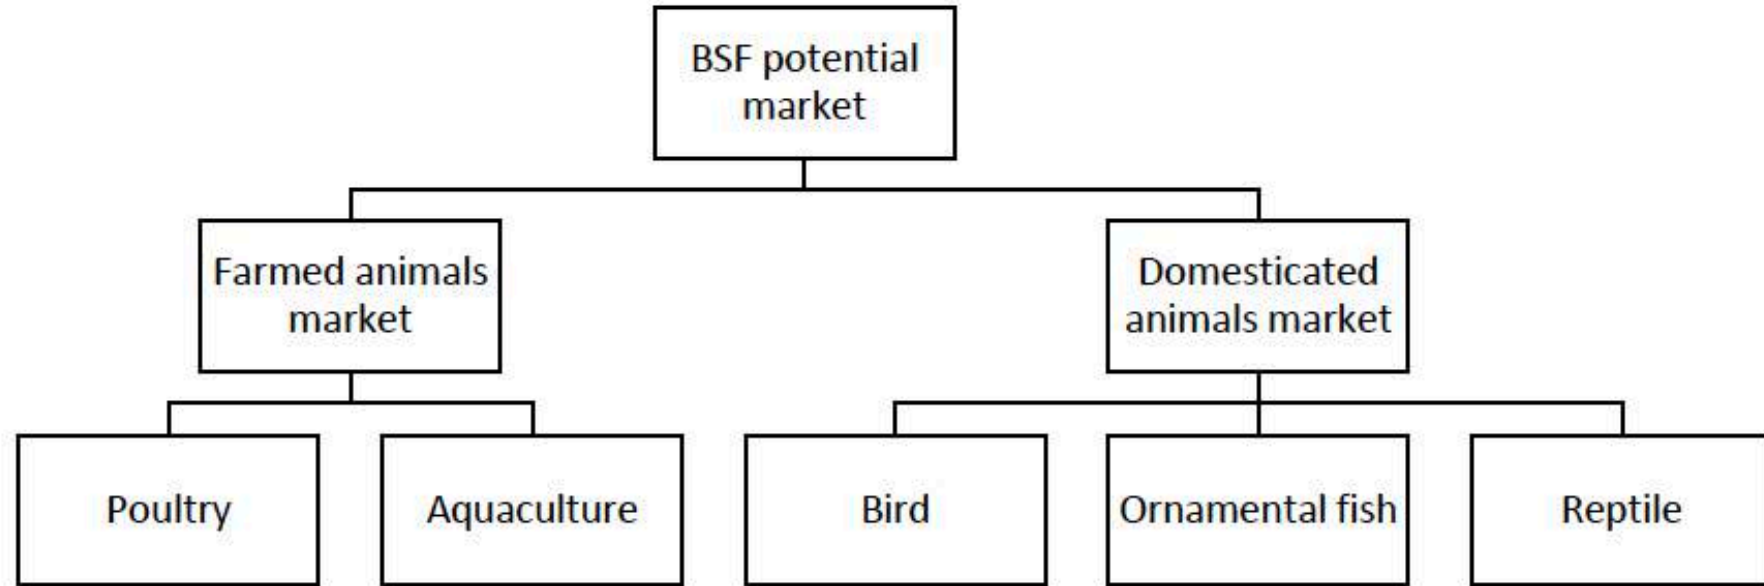 BSF potential
market
Farmed animals
market
Domesticated
animals market
Poultry
Aquaculture
Bird
Ornamental fish
Reptile